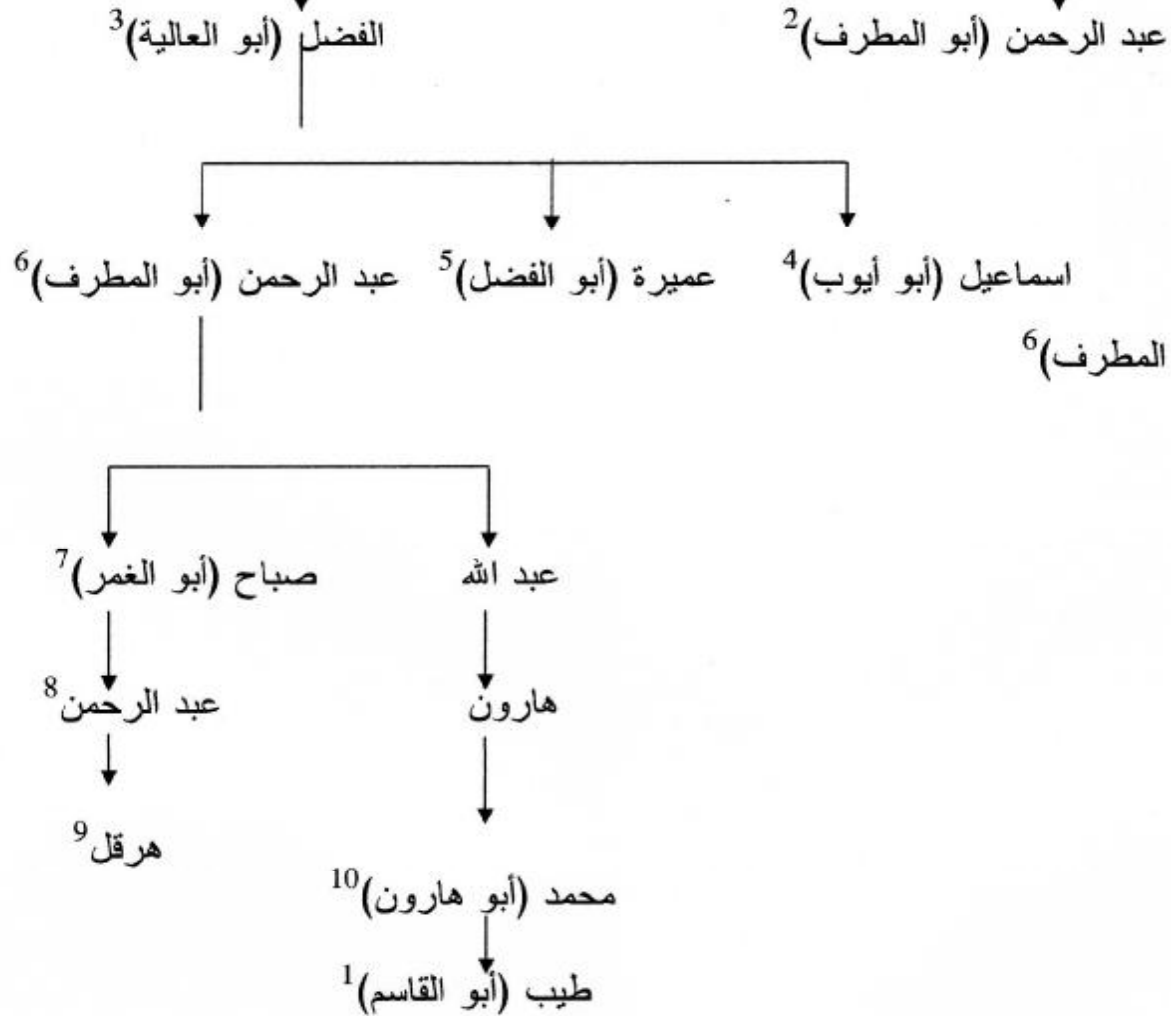 عبد الرحمن (أبو المطرف)2 الفضل (أبو العالية)3
اسماعيل (أبو أيوب)4 عميرة (أبو الفضل)5 عبد الرحمن (أبو المطرف)6
المطرف)6
عبد الله صباح (أبو الغمر)7
هارون عبد الرحمن8
هرقل9
محمد (أبو هارون)10
طيب (أبو القاسم)1